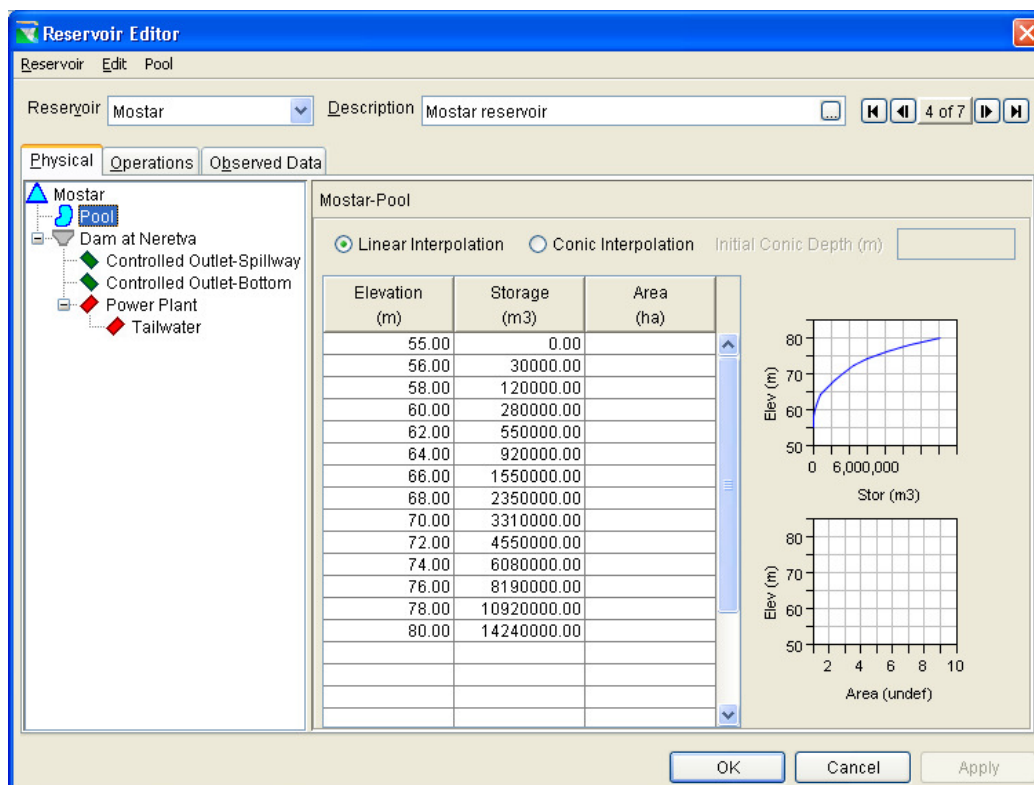 Reservoir Editor
Reservoir Edit Pool
Reservoir Mostar Description Mostar reservoir ... 4 of 7
Physical Operations Observed Data
Mostar
Pool
Dam at Neretva
Controlled Outlet-Spillway
Controlled Outlet-Bottom
Power Plant
Tailwater
Mostar-Pool
Linear Interpolation Conic Interpolation Initial Conic Depth (m)
Elevation Storage Area
(m) (m3) (ha)
55.00 0.00
56.00 30000.00
58.00 120000.00
60.00 280000.00
62.00 550000.00
64.00 920000.00
66.00 1550000.00
68.00 2350000.00
70.00 3310000.00
72.00 4550000.00
74.00 6080000.00
76.00 8190000.00
78.00 10920000.00
80.00 14240000.00
80
70
60
50
Elev (m)
0 6,000,000
Stor (m3)
80
70
60
50
Elev (m)
2 4 6 8 10
Area (undef)
OK Cancel Apply